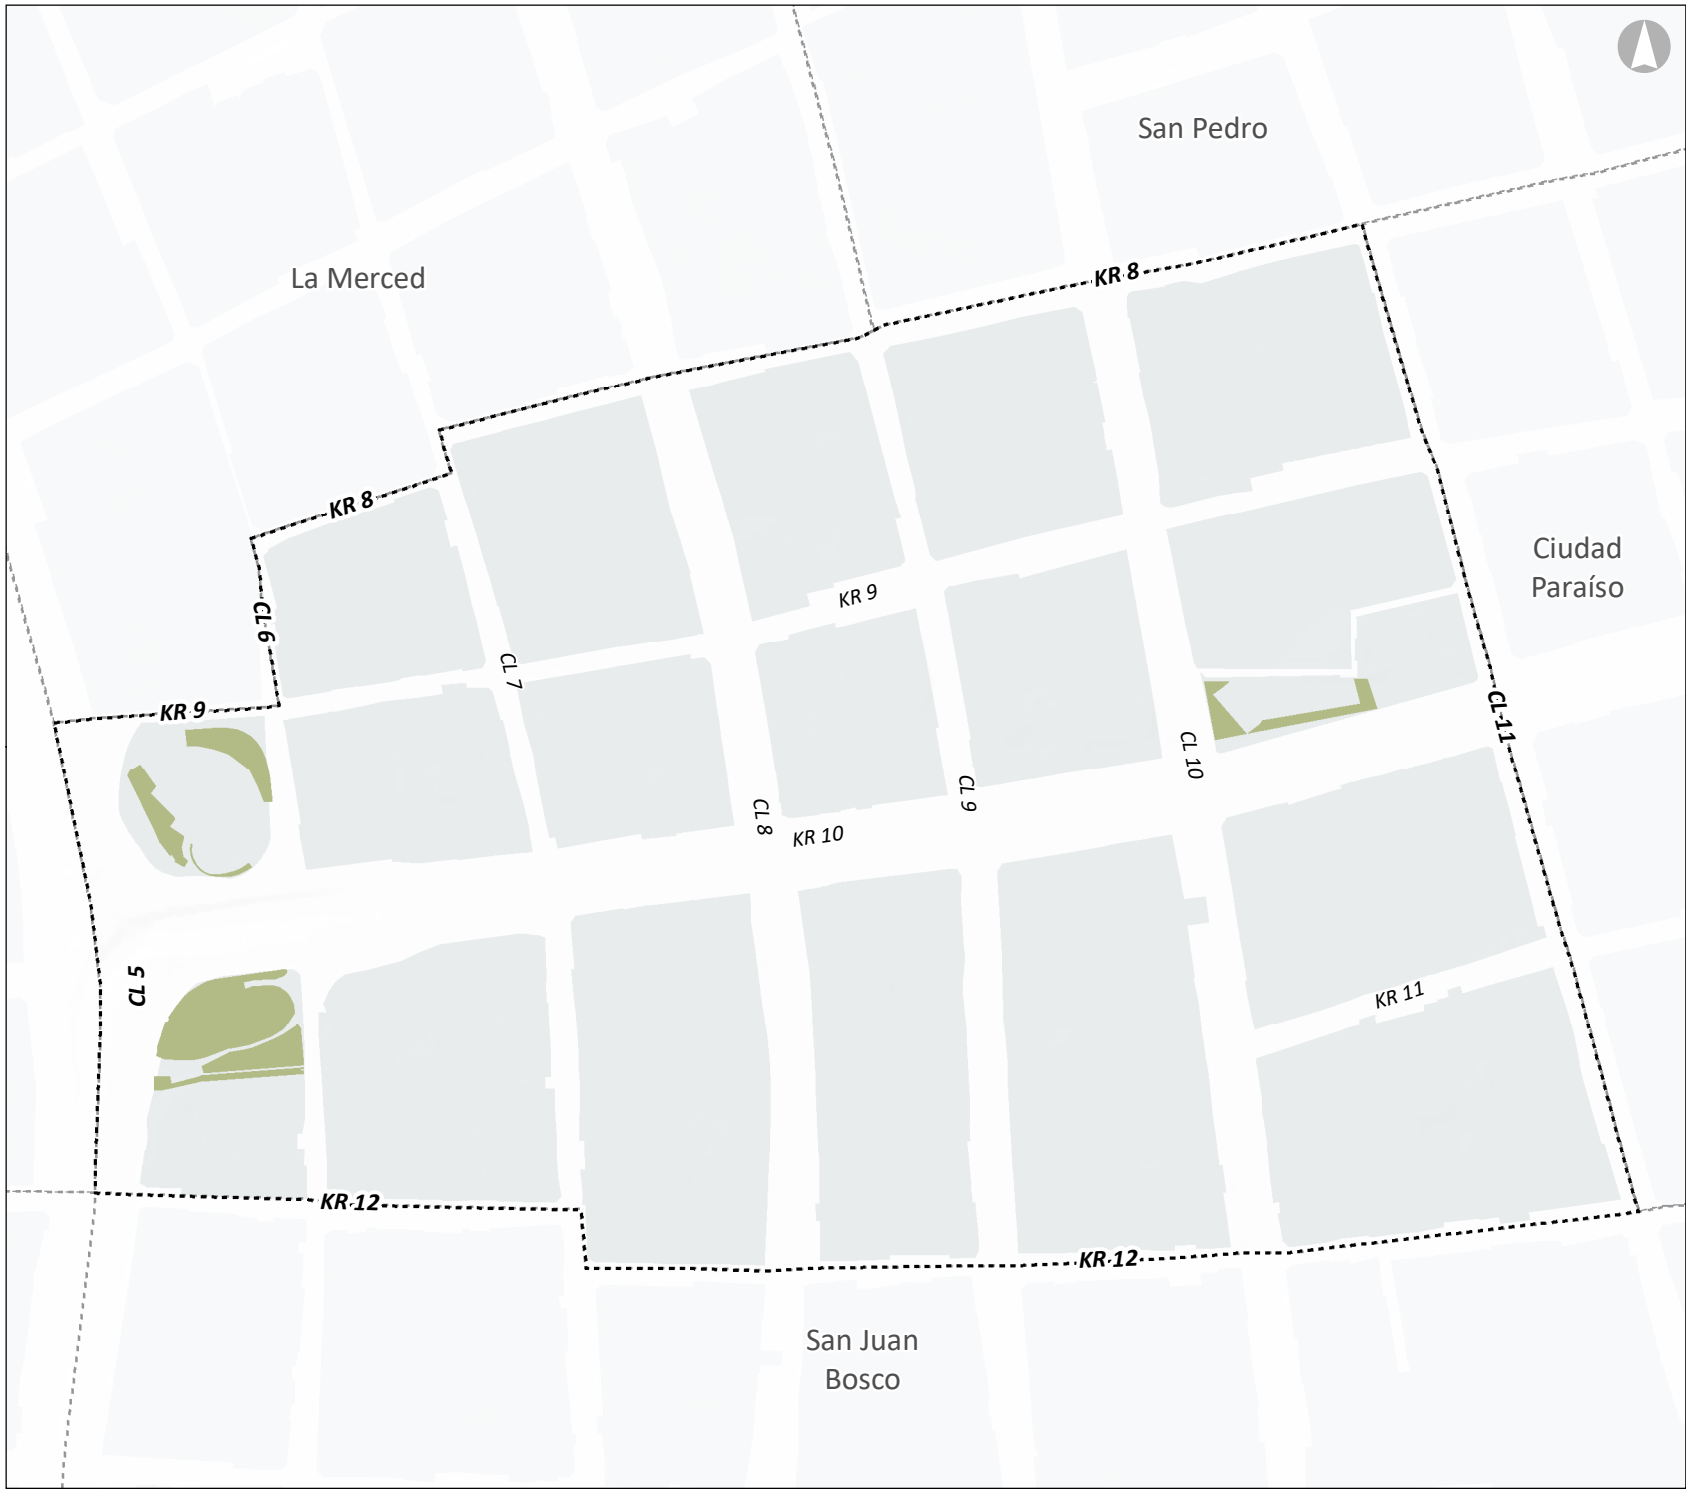 San Pedro
La Merced
KR 8
KR 8
Ciudad
Paraíso
KR 9
CL 6
CL 7
KR 9
CL 11
CL 10
CL 9
CL 8
KR 10
CL 5
KR 11
KR 12
KR 12
San Juan
Bosco